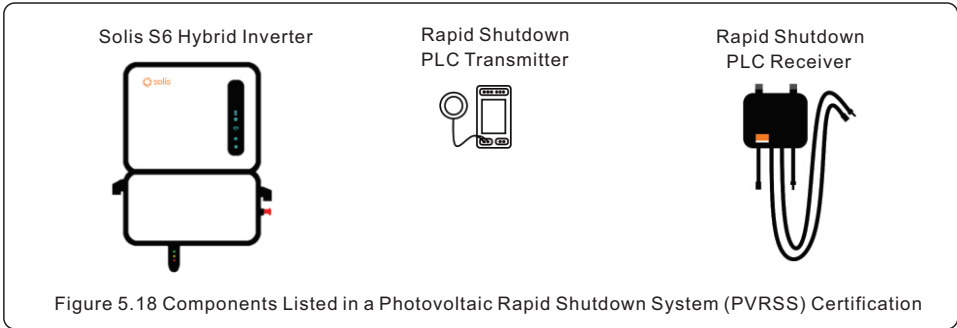 Solis S6 Hybrid Inverter
Rapid Shutdown
PLC Transmitter
Rapid Shutdown
PLC Receiver
solis
Figure 5.18 Components Listed in a Photovoltaic Rapid Shutdown System (PVRSS) Certification